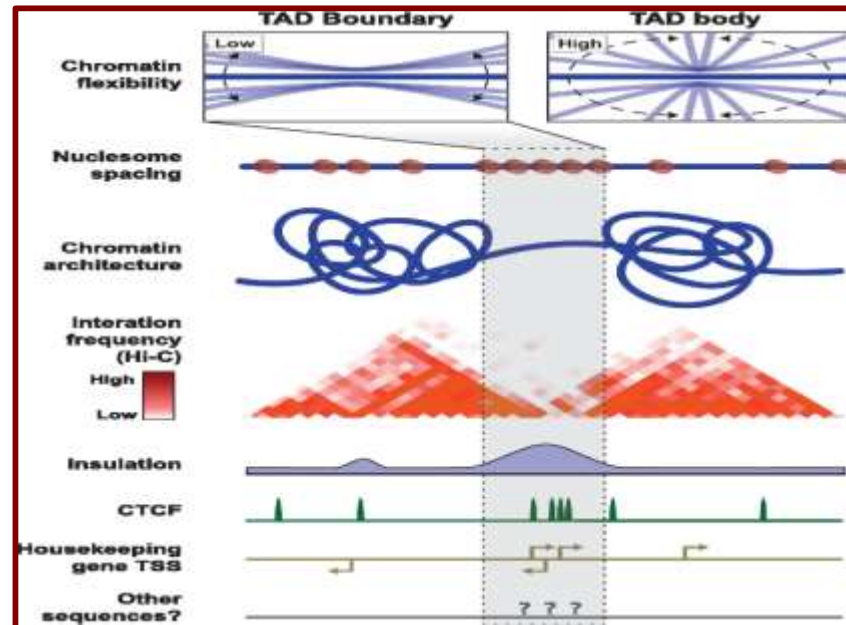 TAD Boundary
TAD body
Low
High
Chromatin
flexibility
Nuclesome
spacing
Chromatin
architecture
Interation
frequency
(Hi-C)
High
Low
Insulation
CTCF
Housekeeping
gene TSS
Other
sequences?
? ? ?